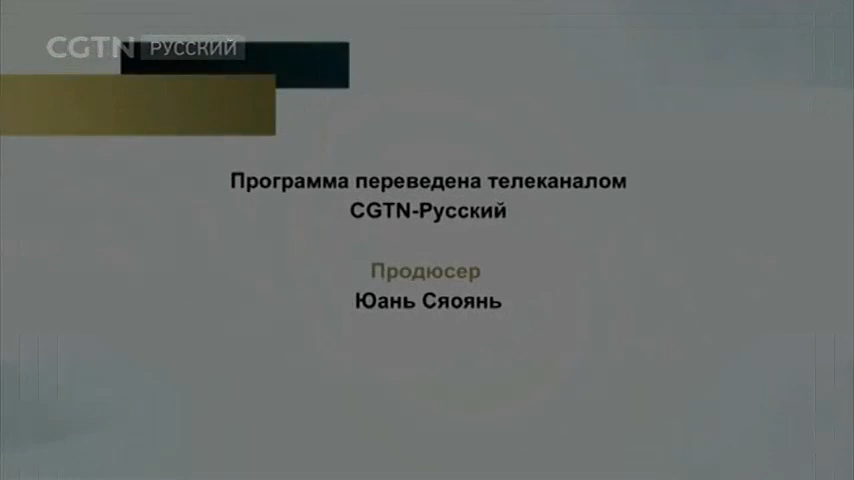 CGTN РУССКИЙ
Программа переведена телеканалом
CGTN-Русский
Продюсер
Юань Сяоянь